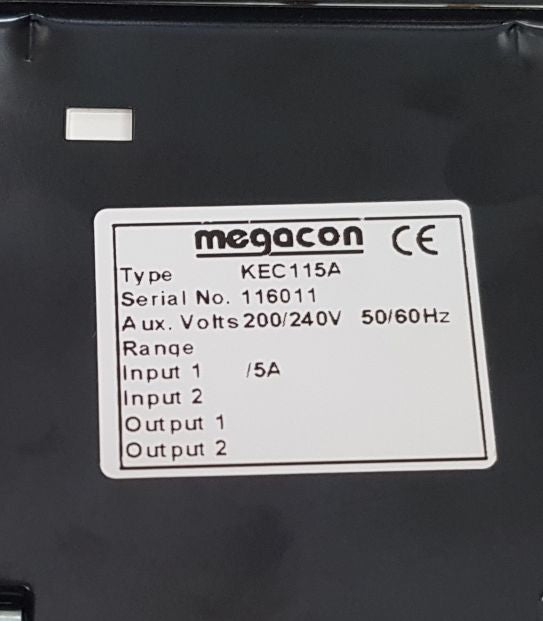 megacon CE
Type KEC115A
Serial No. 116011
Aux. Volts 200/240V 50/60Hz
Range
Input 1 /5A
Input 2
Output 1
Output 2